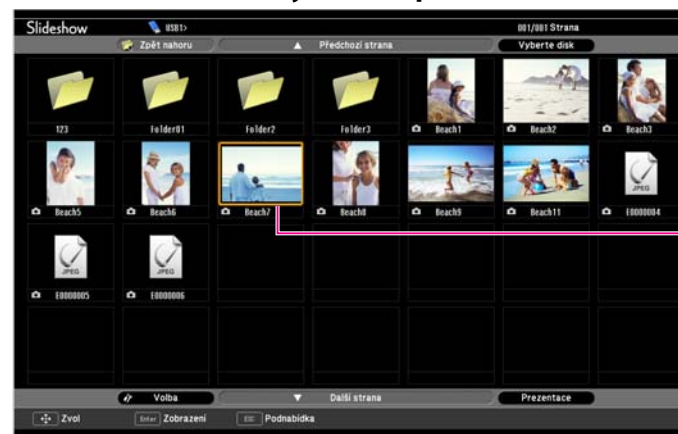 Slideshow USB1> 001/001 Strana
Zpět nahoru Předchozí strana Vyberte disk
123 Folder01 Folder2 Folder3 Beach1 Beach2 Beach3
JPEG
Beach5 Beach6 Beach7 Beach8 Beach9 Beach11 E0000004
JPEG JPEG
E0000005 E0000006
Volba Další strana Prezentace
Zvol Enter Zobrazení ESC Podnabídka